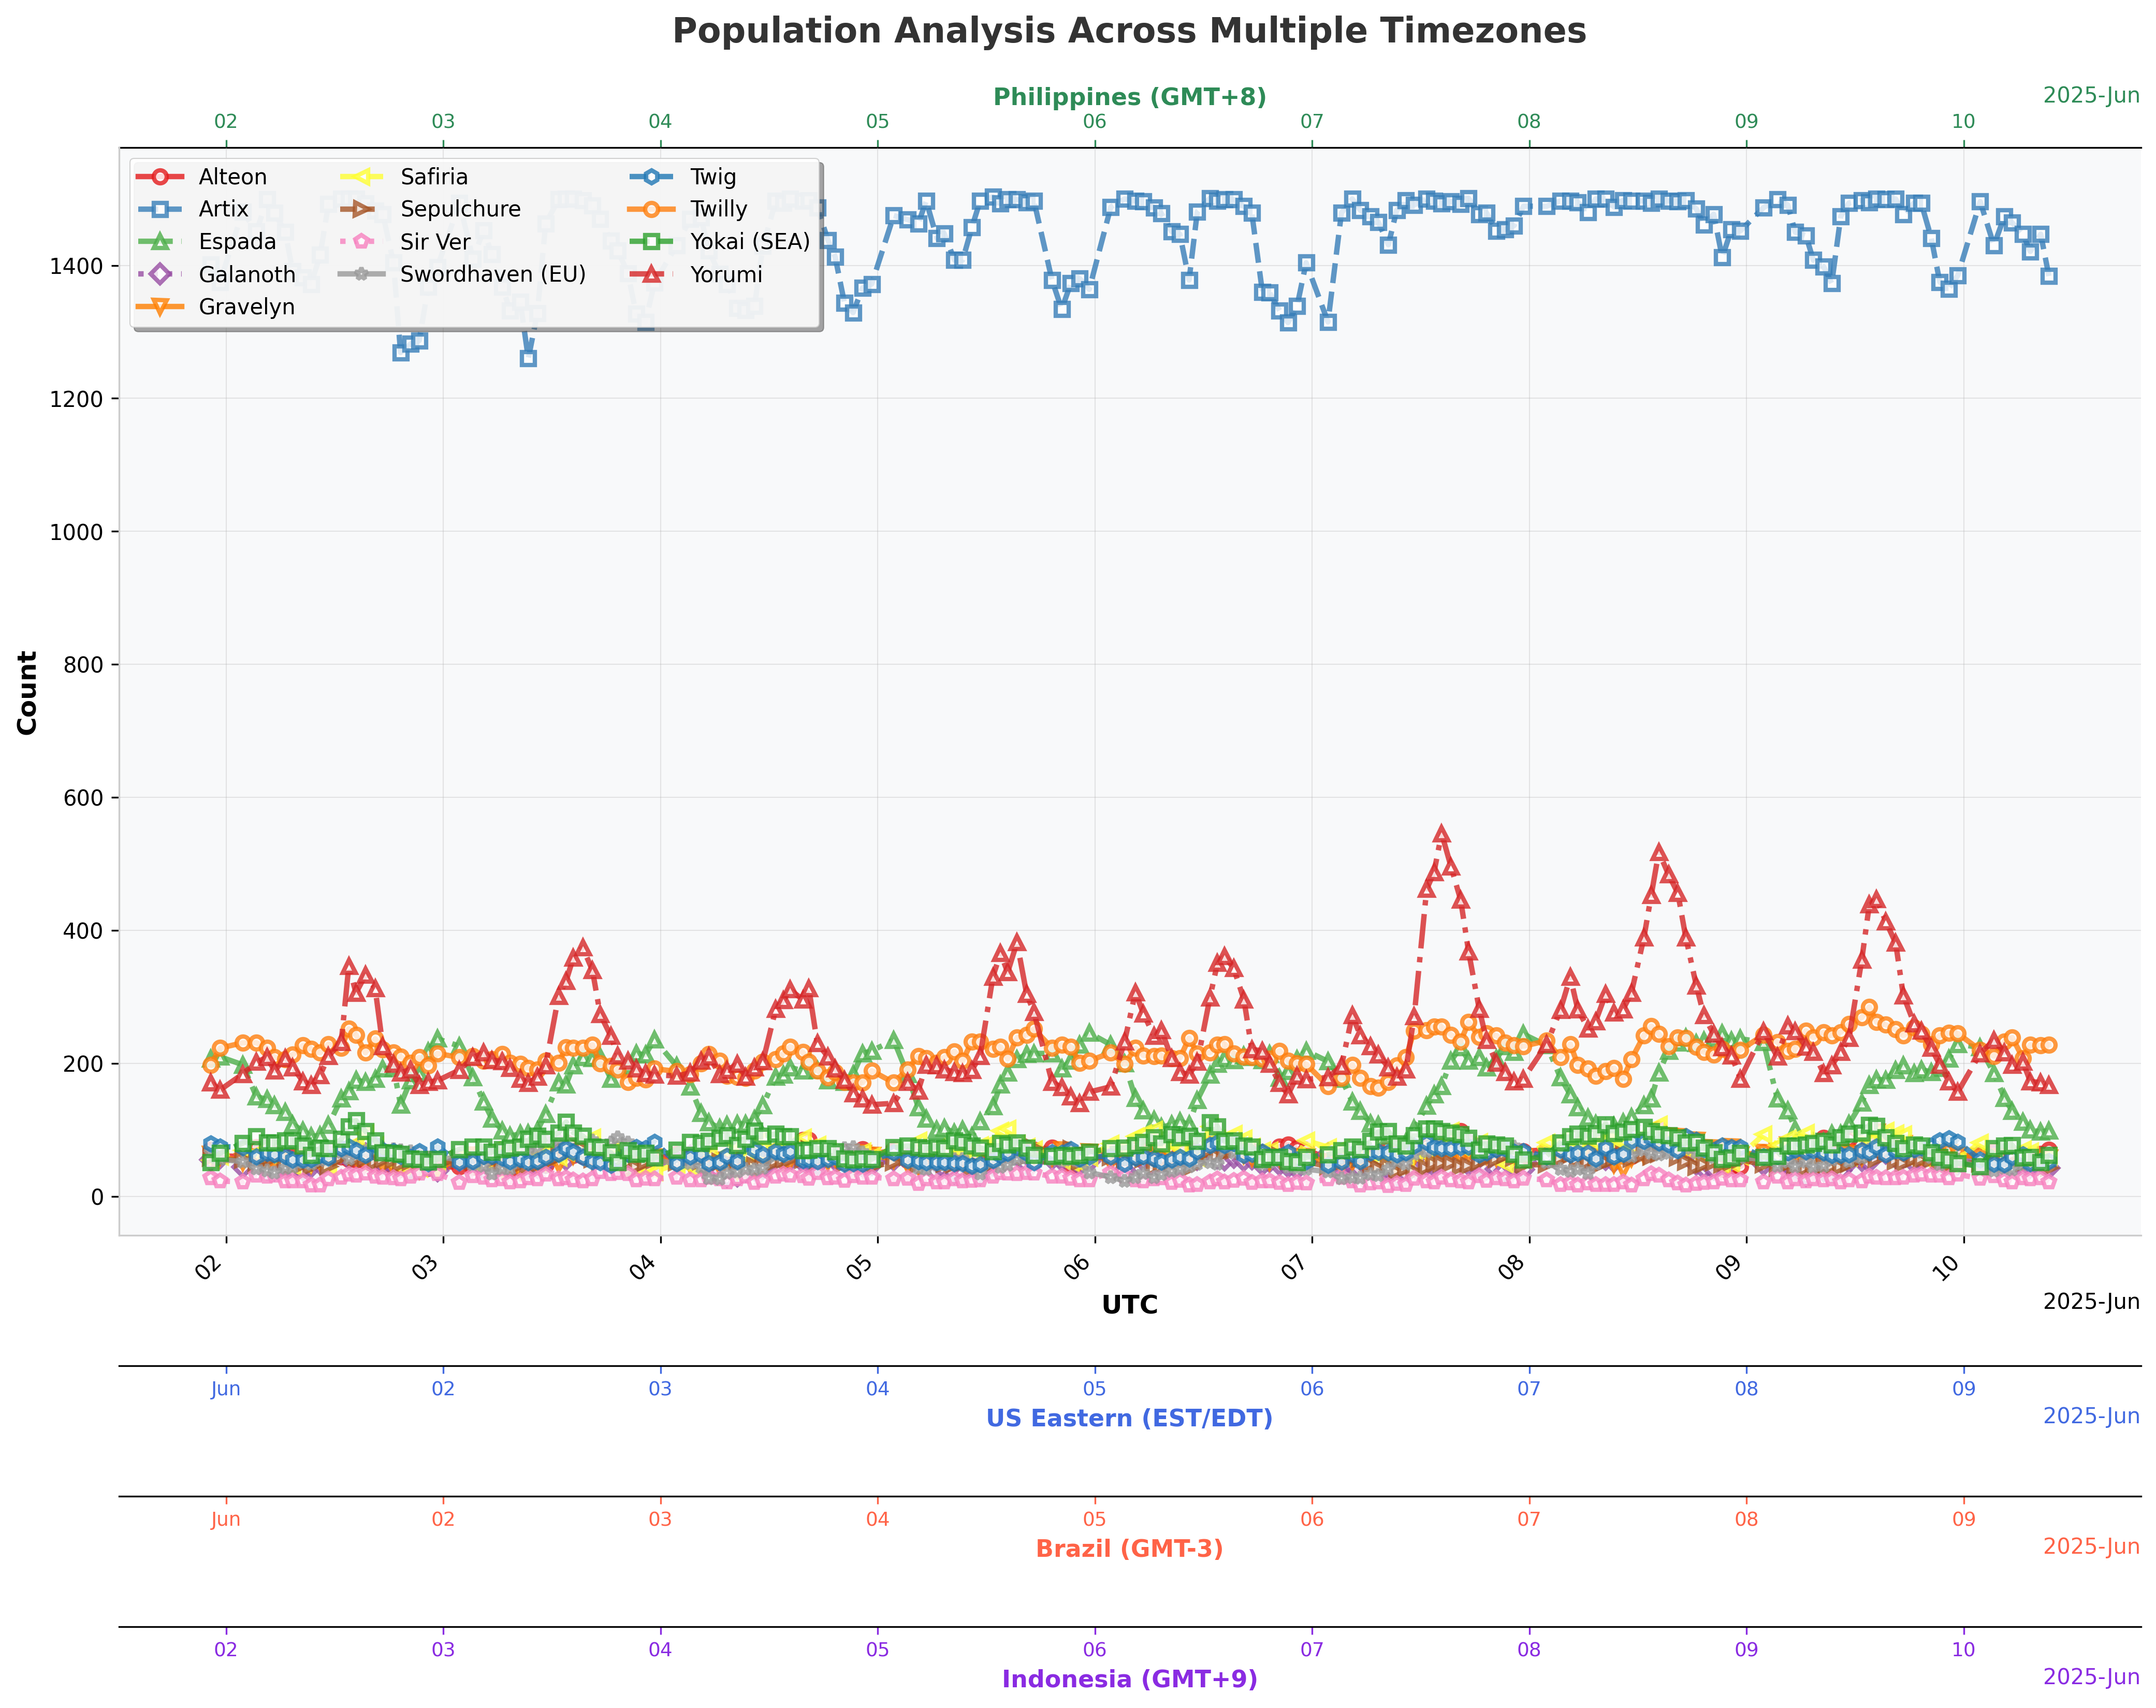 Population Analysis Across Multiple Timezones
Philippines (GMT+8)
2025-Jun
02 03 04 05 06 07 08 09 10
Alteon Safiria Twig
Artix Sepulchure Twilly
Espada Sir Ver Yokai (SEA)
Galanoth Swordhaven (EU) Yorumi
Gravelyn
Count
1400
1200
1000
800
600
400
200
0
02 03 04 05 06 07 08 09 10
UTC
2025-Jun
Jun 02 03 04 05 06 07 08 09
US Eastern (EST/EDT)
2025-Jun
Jun 02 03 04 05 06 07 08 09
Brazil (GMT-3)
2025-Jun
02 03 04 05 06 07 08 09 10
Indonesia (GMT+9)
2025-Jun